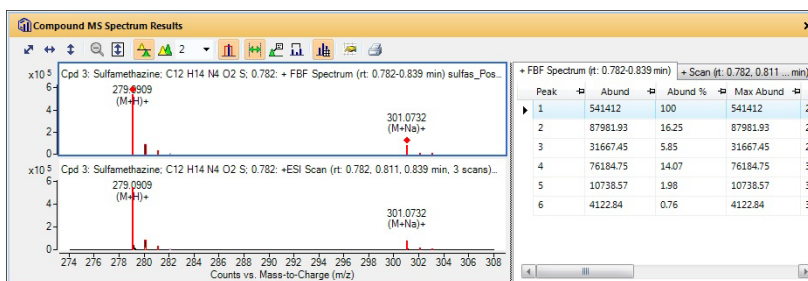 Compound MS Spectrum Results
2
x10 5 Cpd 3: Sulfamethazine; C12 H14 N4 O2 S; 0.782: + FBF Spectrum (rt: 0.782-0.839 min) sulfas_Pos...
6
4
2
0
279.0909
(M+H)+
301.0732
(M+Na)+
x10 5 Cpd 3: Sulfamethazine; C12 H14 N4 O2 S; 0.782: +ESI Scan (rt: 0.782, 0.811, 0.839 min, 3 scans)...
6
4
2
0
279.0909
(M+H)+
301.0732
(M+Na)+
274 276 278 280 282 284 286 288 290 292 294 296 298 300 302 304 306 308
Counts vs. Mass-to-Charge (m/z)
+ FBF Spectrum (rt: 0.782-0.839 min) + Scan (rt: 0.782, 0.811 ... min)
Peak Abund Abund % Max Abund
1 541412 100 541412
2 87981.93 16.25 87981.93
3 31667.45 5.85 31667.45
4 76184.75 14.07 76184.75
5 10738.57 1.98 10738.57
6 4122.84 0.76 4122.84